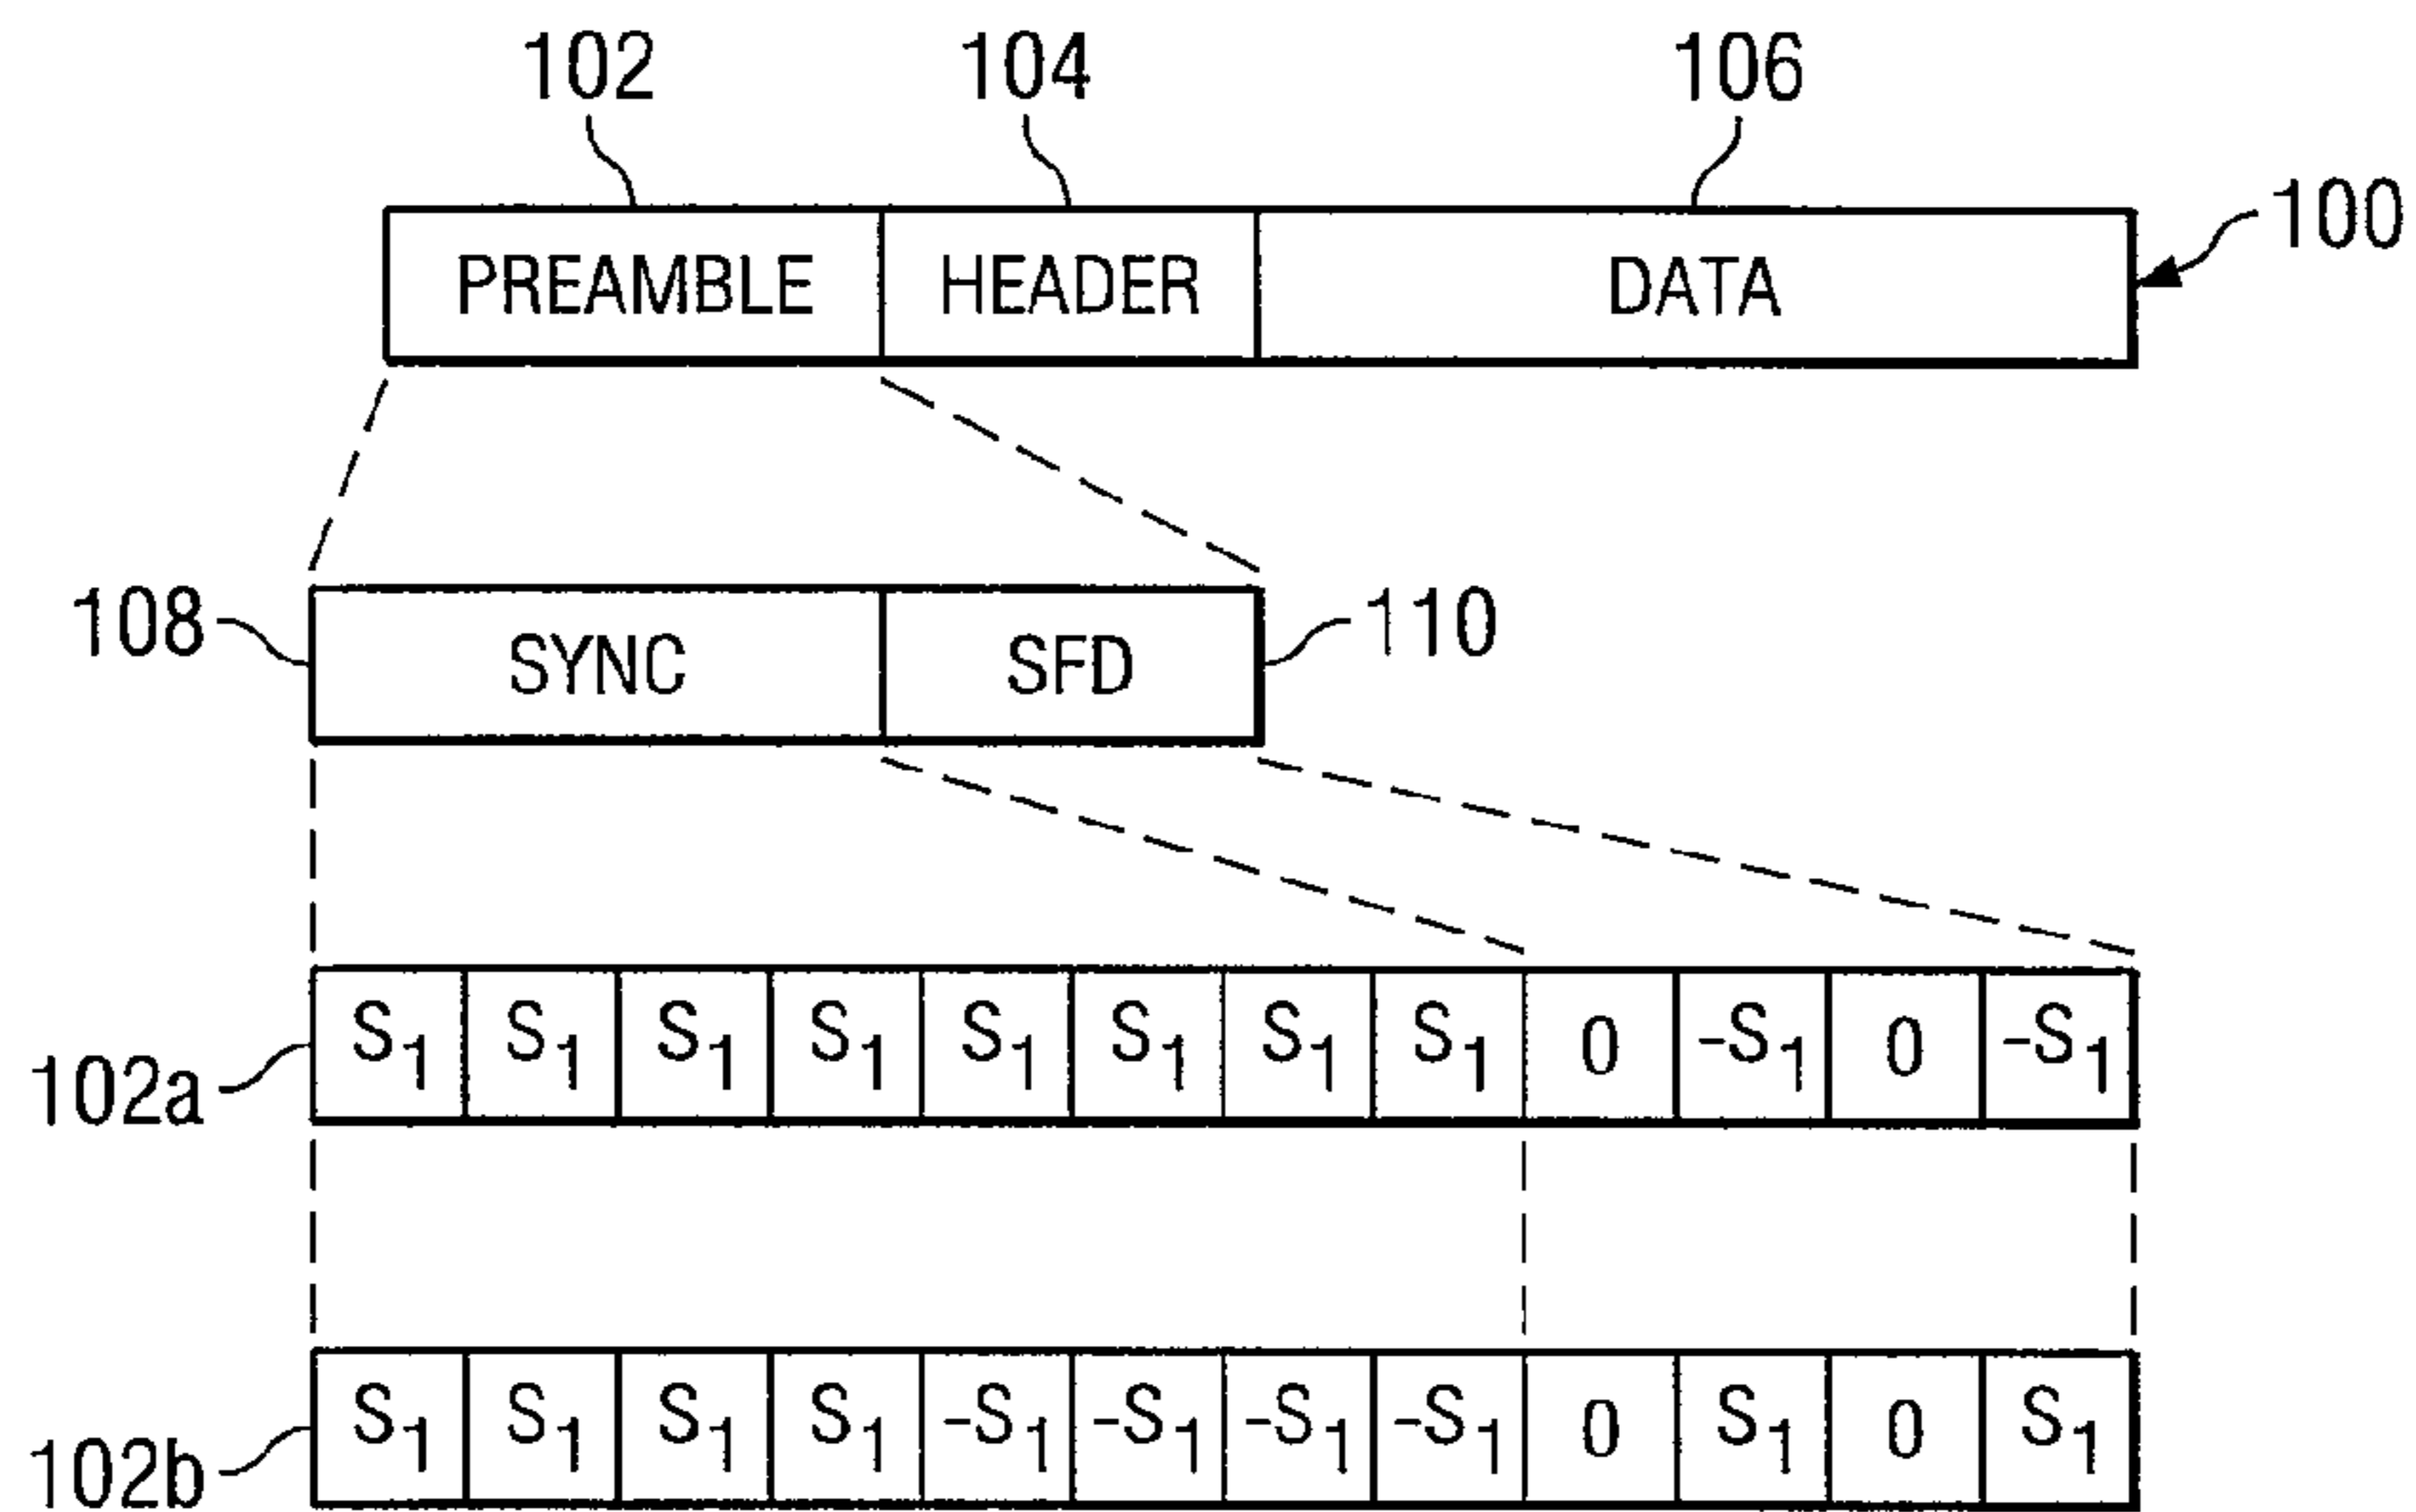 102 104 106
100
PREAMBLE HEADER DATA
108 SYNC SFD 110
102a S₁ S₁ S₁ S₁ S₁ S₁ S₁ S₁ 0 -S₁ 0 -S₁
102b S₁ S₁ S₁ S₁ -S₁ -S₁ -S₁ -S₁ 0 S₁ 0 S₁